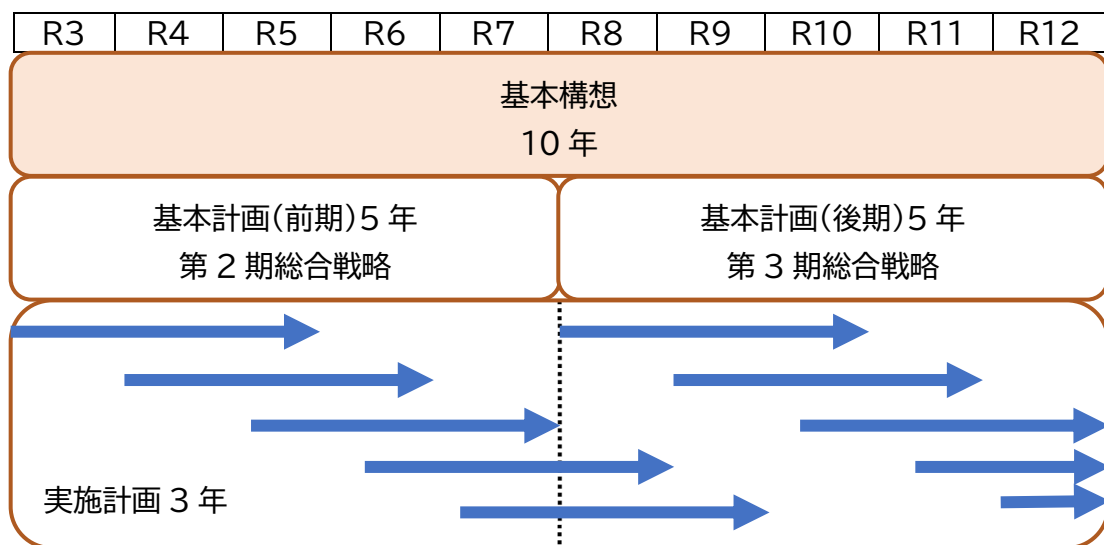 R3 R4 R5 R6 R7 R8 R9 R10 R11 R12
基本構想
10 年
基本計画(前期)5 年
第 2 期総合戦略
基本計画(後期)5 年
第 3 期総合戦略
実施計画 3 年